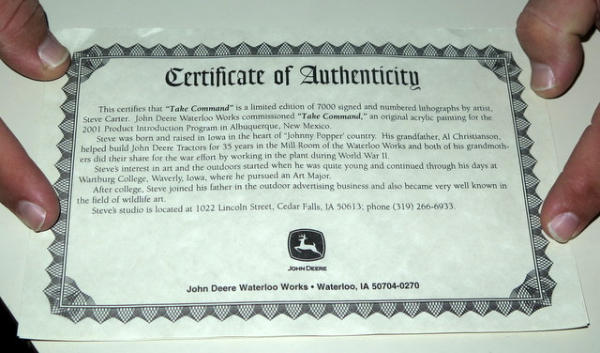 Certificate of Authenticity
This certifies that "Take Command" is a limited edition of 7000 signed and numbered lithographs by artist,
Steve Carter. John Deere Waterloo Works commissioned "Take Command," an original acrylic painting for the
2001 Product Introduction Program in Albuquerque, New Mexico.
Steve was born and raised in Iowa in the heart of "Johnny Popper" country. His grandfather, Al Christianson,
helped build John Deere Tractors for 35 years in the Mill Room of the Waterloo Works and both of his grandmoth-
ers did their share for the war effort by working in the plant during World War II.
Steve's interest in art and the outdoors started when he was quite young and continued through his days at
Wartburg College, Waverly, Iowa, where he pursued an Art Major.
After college, Steve joined his father in the outdoor advertising business and also became very well known in
the field of wildlife art.
Steve's studio is located at 1022 Lincoln Street, Cedar Falls, IA 50613; phone (319) 266-6933.
JOHN DEERE
John Deere Waterloo Works • Waterloo, IA 50704-0270